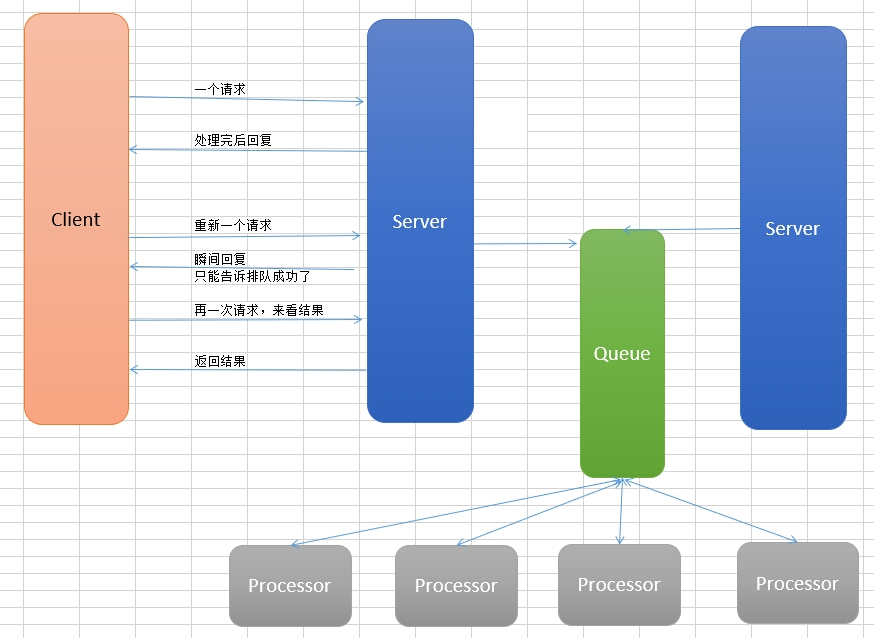 一个请求
处理完后回复
Client
重新一个请求
Server
Server
瞬间回复
只能告诉排队成功了
再一次请求，来看结果
Queue
返回结果
Processor
Processor
Processor
Processor